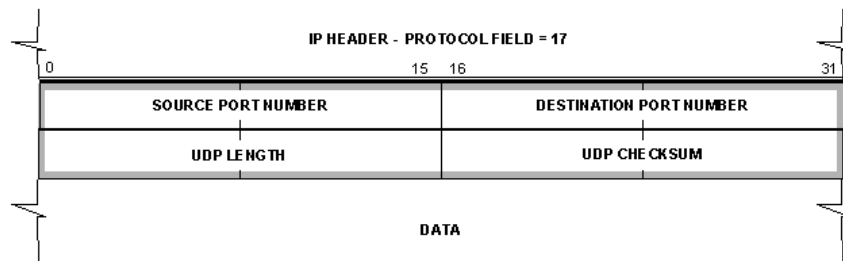 IP HEADER - PROTOCOL FIELD = 17
0 15 16 31
SOURCE PORT NUMBER DESTINATION PORT NUMBER
UDP LENGTH UDP CHECKSUM
DATA